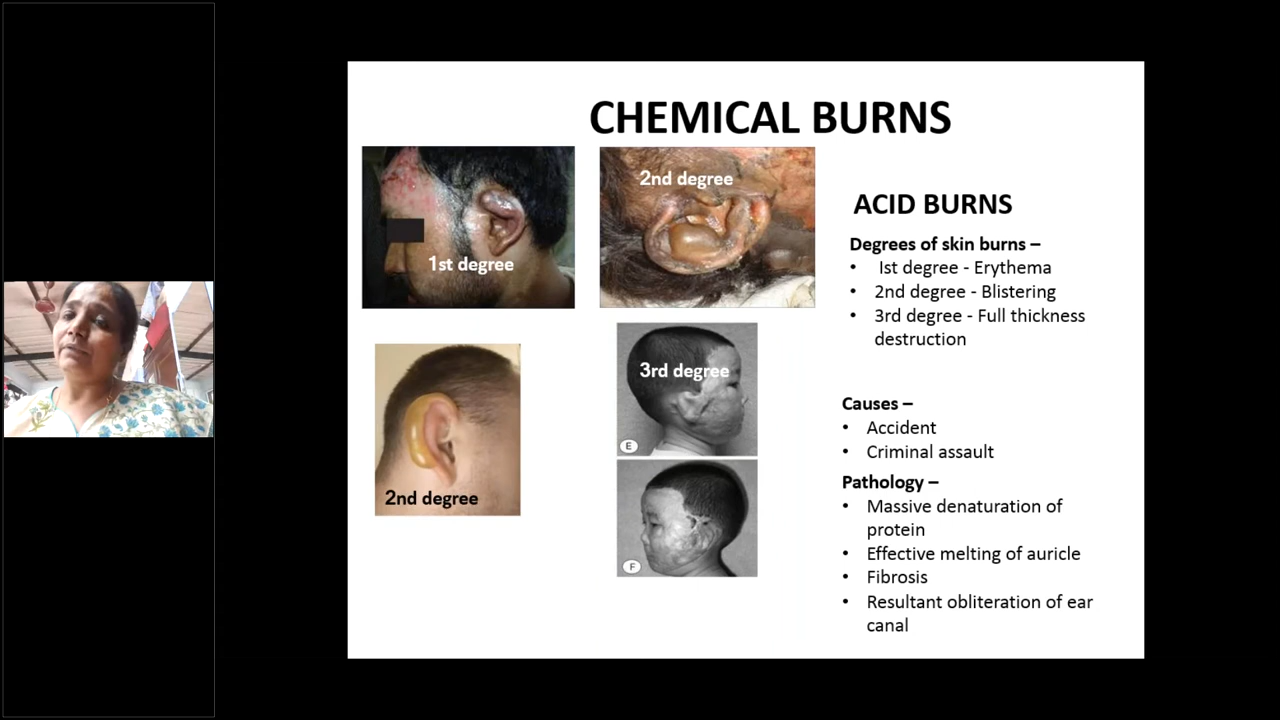 CHEMICAL BURNS
1st degree
2nd degree
2nd degree
3rd degree
E
F
ACID BURNS
Degrees of skin burns –
• Ist degree - Erythema
• 2nd degree - Blistering
• 3rd degree - Full thickness
destruction
Causes –
• Accident
• Criminal assault
Pathology –
• Massive denaturation of
protein
• Effective melting of auricle
• Fibrosis
• Resultant obliteration of ear
canal